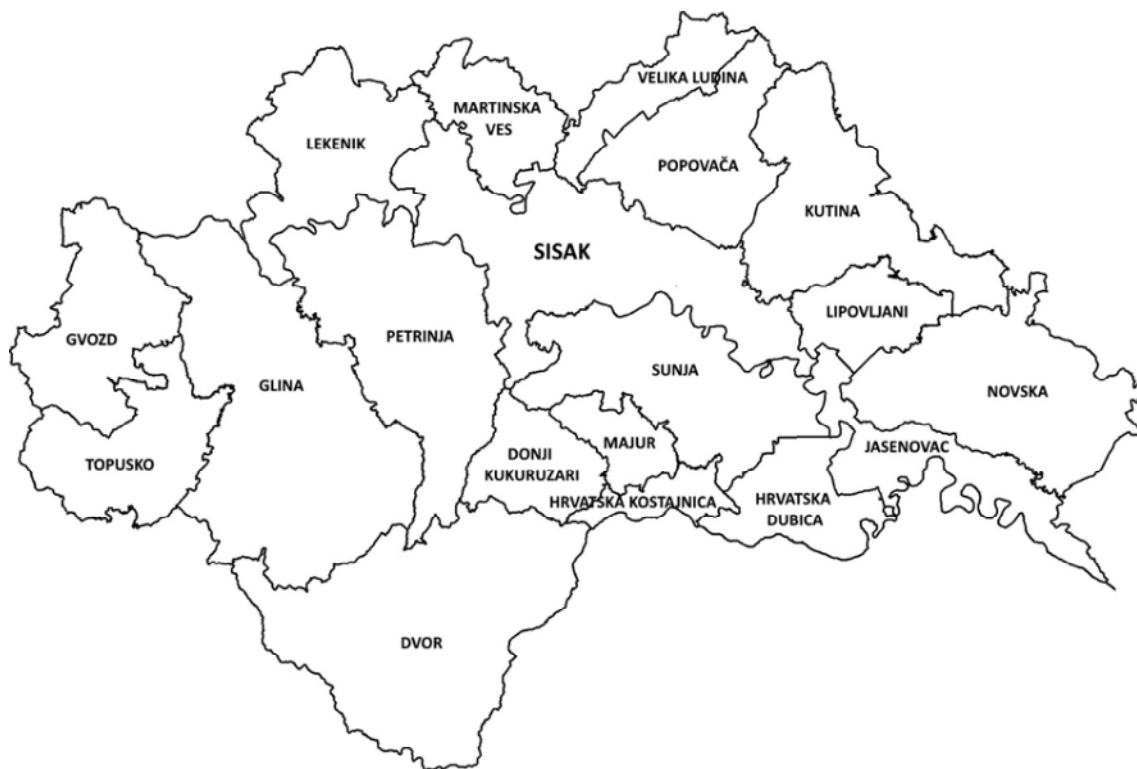 VELIKA LUDINA
MARTINSKA
VES
LEKENIK
POPOVAČA
KUTINA
SISAK
LIPOVLJANI
GVOZD
PETRINJA
SUNJA
GLINA
NOVSKA
MAJUR
JASENOVAC
DONJI
KUKURUZARI
TOPUSKO
HRVATSKA KOSTAJNICA
HRVATSKA
DUBICA
DVOR